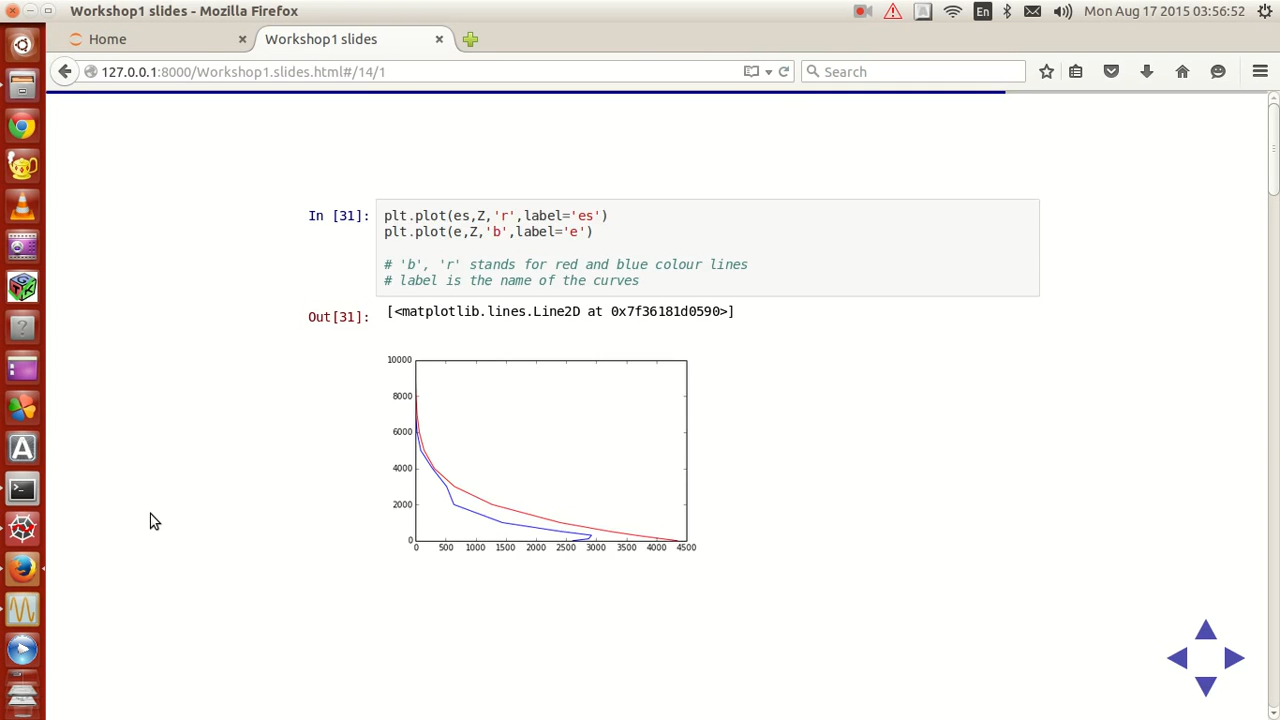 Workshop1 slides - Mozilla Firefox
En
Mon Aug 17 2015 03:56:52
Home
Workshop1 slides
127.0.0.1:8000/Workshop1.slides.html#/14/1
Search
In [31]:
plt.plot(es,Z,'r',label='es')
plt.plot(e,Z,'b',label='e')
# 'b', 'r' stands for red and blue colour lines
# label is the name of the curves
Out[31]:
[<matplotlib.lines.Line2D at 0x7f36181d0590>]
10000
8000
6000
4000
2000
0
0 500 1000 1500 2000 2500 3000 3500 4000 4500